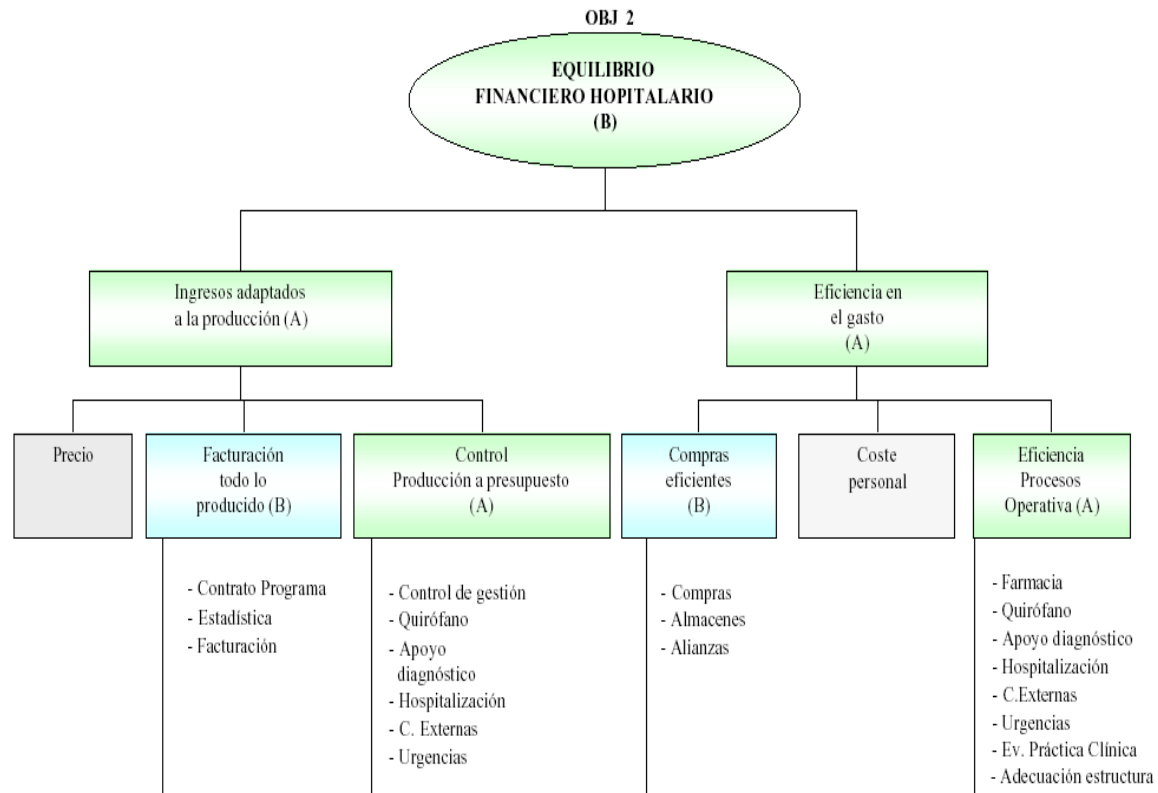 OBJ 2
EQUILIBRIO
FINANCIERO HOPITALARIO
(B)
Ingresos adaptados
a la producción (A)
Eficiencia en
el gasto
(A)
Precio
Facturación
todo lo
producido (B)
Control
Producción a presupuesto
(A)
Compras
eficientes
(B)
Coste
personal
Eficiencia
Procesos
Operativa (A)
- Contrato Programa
- Estadística
- Facturación
- Control de gestión
- Quirófano
- Apoyo
diagnóstico
- Hospitalización
- C. Externas
- Urgencias
- Compras
- Almacenes
- Alianzas
- Farmacia
- Quirófano
- Apoyo diagnóstico
- Hospitalización
- C.Externas
- Urgencias
- Ev. Práctica Clínica
- Adecuación estructura